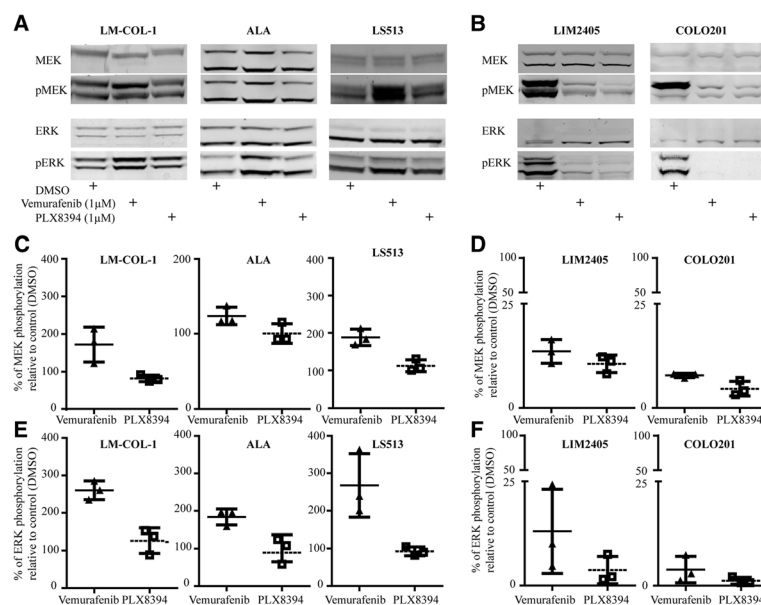 A
LM-COL-1 ALA LS513
MEK
pMEK
ERK
pERK
DMSO + + +
Vemurafenib (1µM) + + +
PLX8394 (1µM) + + +
B
LIM2405 COLO201
MEK
pMEK
ERK
pERK
+ +
+ +
+ +
C
LM-COL-1 ALA LS513
% of MEK phosphorylation
relative to control (DMSO)
400 200 400
300 300
200 100 200
100 100
0 0 0
Vemurafenib PLX8394 Vemurafenib PLX8394 Vemurafenib PLX8394
D
LIM2405 COLO201
% of MEK phosphorylation
relative to control (DMSO)
100 100
50 50
25 25
0 0
Vemurafenib PLX8394 Vemurafenib PLX8394
E
LM-COL-1 ALA LS513
% of ERK phosphorylation
relative to control (DMSO)
400 400 400
300 300 300
200 200 200
100 100 100
0 0 0
Vemurafenib PLX8394 Vemurafenib PLX8394 Vemurafenib PLX8394
F
LIM2405 COLO201
% of ERK phosphorylation
relative to control (DMSO)
100 100
50 50
25 25
0 0
Vemurafenib PLX8394 Vemurafenib PLX8394